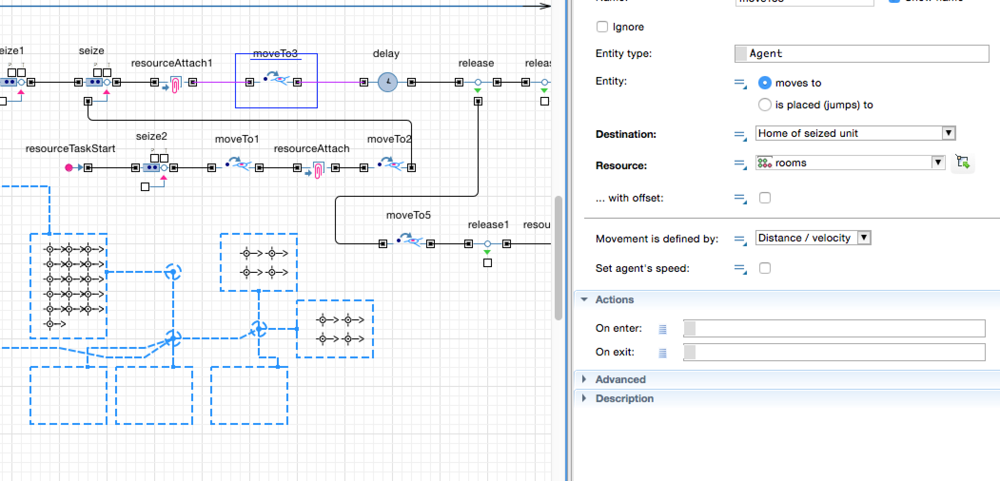 eize1
seize
resourceAttach1
moveTo3
delay
release
releas
seize2
resourceTaskStart
moveTo1
resourceAttach
moveTo2
moveTo5
release1
resou
Ignore
Entity type:
Agent
Entity:
moves to
is placed (jumps) to
Destination:
Home of seized unit
Resource:
rooms
... with offset:
Movement is defined by:
Distance / velocity
Set agent's speed:
Actions
On enter:
On exit:
Advanced
Description